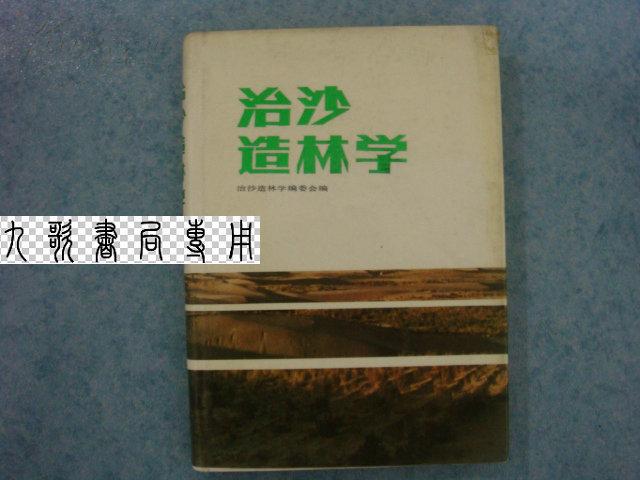 治沙
造林学
治沙造林学编委会编
九歌書局專用